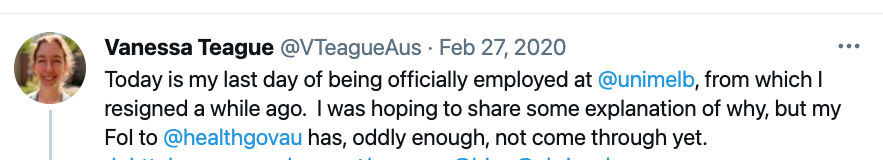 Vanessa Teague @VTeagueAus · Feb 27, 2020
Today is my last day of being officially employed at @unimelb, from which I
resigned a while ago.  I was hoping to share some explanation of why, but my
FoI to @healthgovau has, oddly enough, not come through yet.